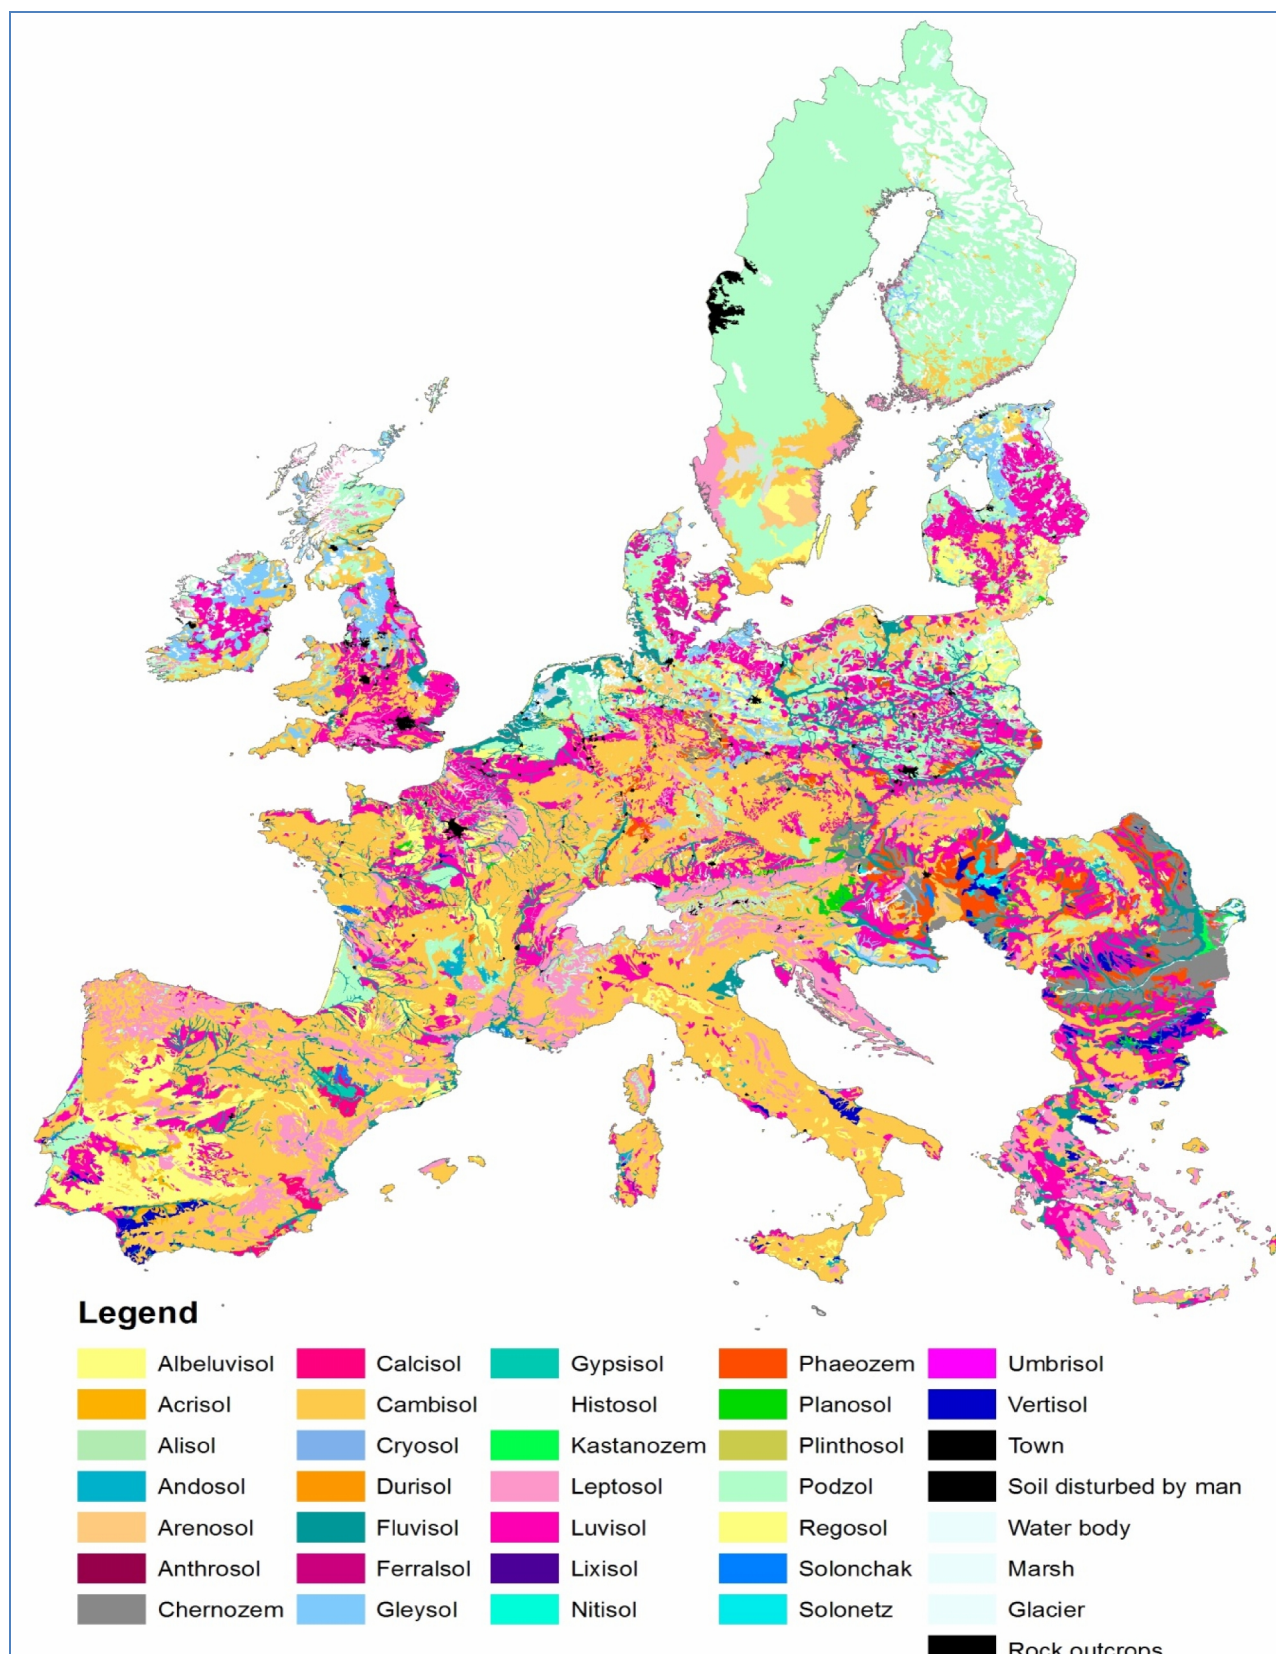 Legend
Albeluvisol Calcisol Gypsisol Phaeozem Umbrisol
Acrisol Cambisol Histosol Planosol Vertisol
Alisol Cryosol Kastanozem Plinthosol Town
Andosol Durisol Leptosol Podzol Soil disturbed by man
Arenosol Fluvisol Luvisol Regosol Water body
Anthrosol Ferralsol Lixisol Solonchak Marsh
Chernozem Gleysol Nitisol Solonetz Glacier
Rock outcrops